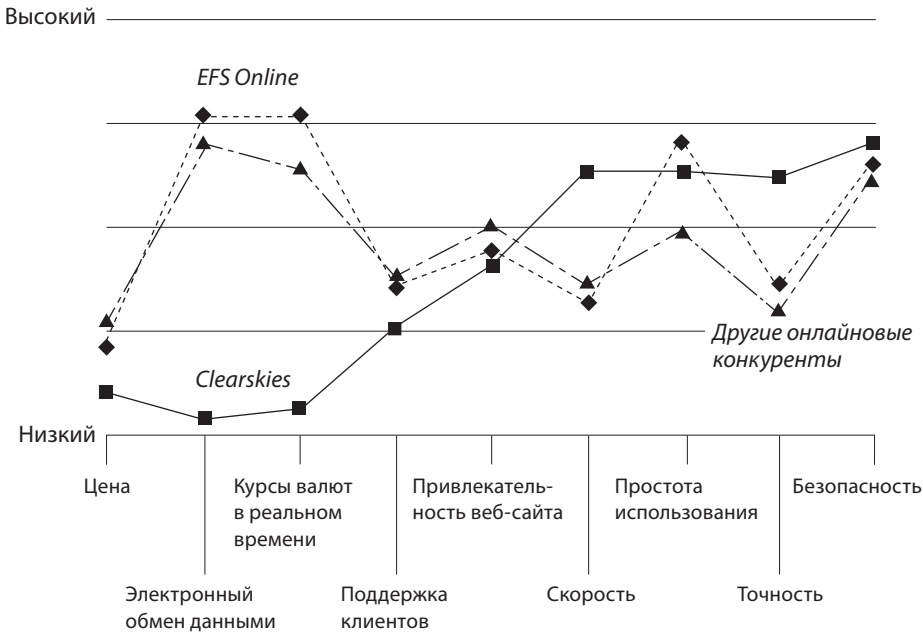 Высокий
EFS Online
Другие онлайновые
конкуренты
Clearskies
Низкий
Цена
Электронный
обмен данными
Курсы валют
в реальном
времени
Поддержка
клиентов
Привлекатель-
ность веб-сайта
Скорость
Простота
использования
Точность
Безопасность